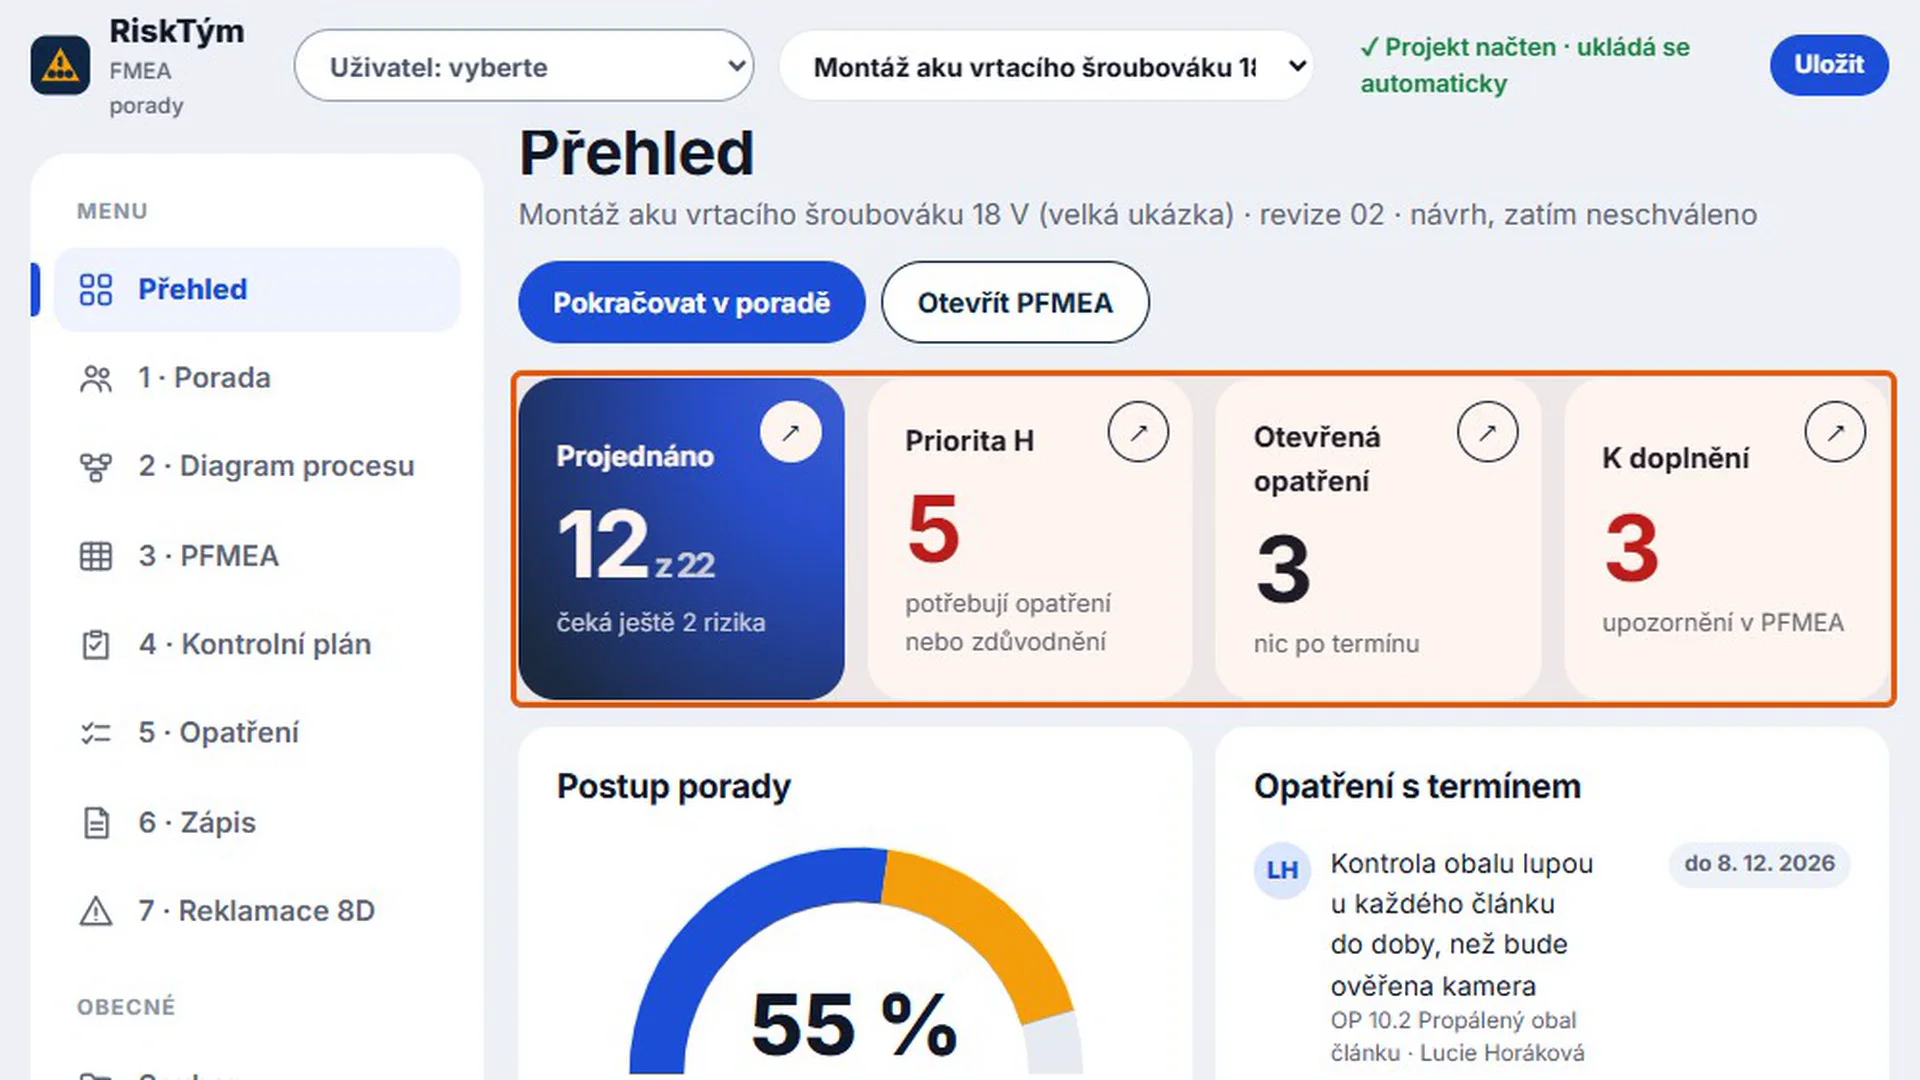 RiskTým
FMEA
porady
Uživatel: vyberte
Montáž aku vrtacího šroubováku 18
✓ Projekt načten · ukládá se
automaticky
Uložit
MENU
Přehled
1 · Porada
2 · Diagram procesu
3 · PFMEA
4 · Kontrolní plán
5 · Opatření
6 · Zápis
7 · Reklamace 8D
OBECNÉ
Přehled
Montáž aku vrtacího šroubováku 18 V (velká ukázka) · revize 02 · návrh, zatím neschváleno
Pokračovat v poradě
Otevřít PFMEA
Projednáno
12 z 22
čeká ještě 2 rizika
Priorita H
5
potřebují opatření
nebo zdůvodnění
Otevřená
opatření
3
nic po termínu
K doplnění
3
upozornění v PFMEA
Postup porady
55 %
Opatření s termínem
LH
Kontrola obalu lupou
u každého článku
do doby, než bude
ověřena kamera
OP 10.2 Propálený obal
článku · Lucie Horáková
do 8. 12. 2026